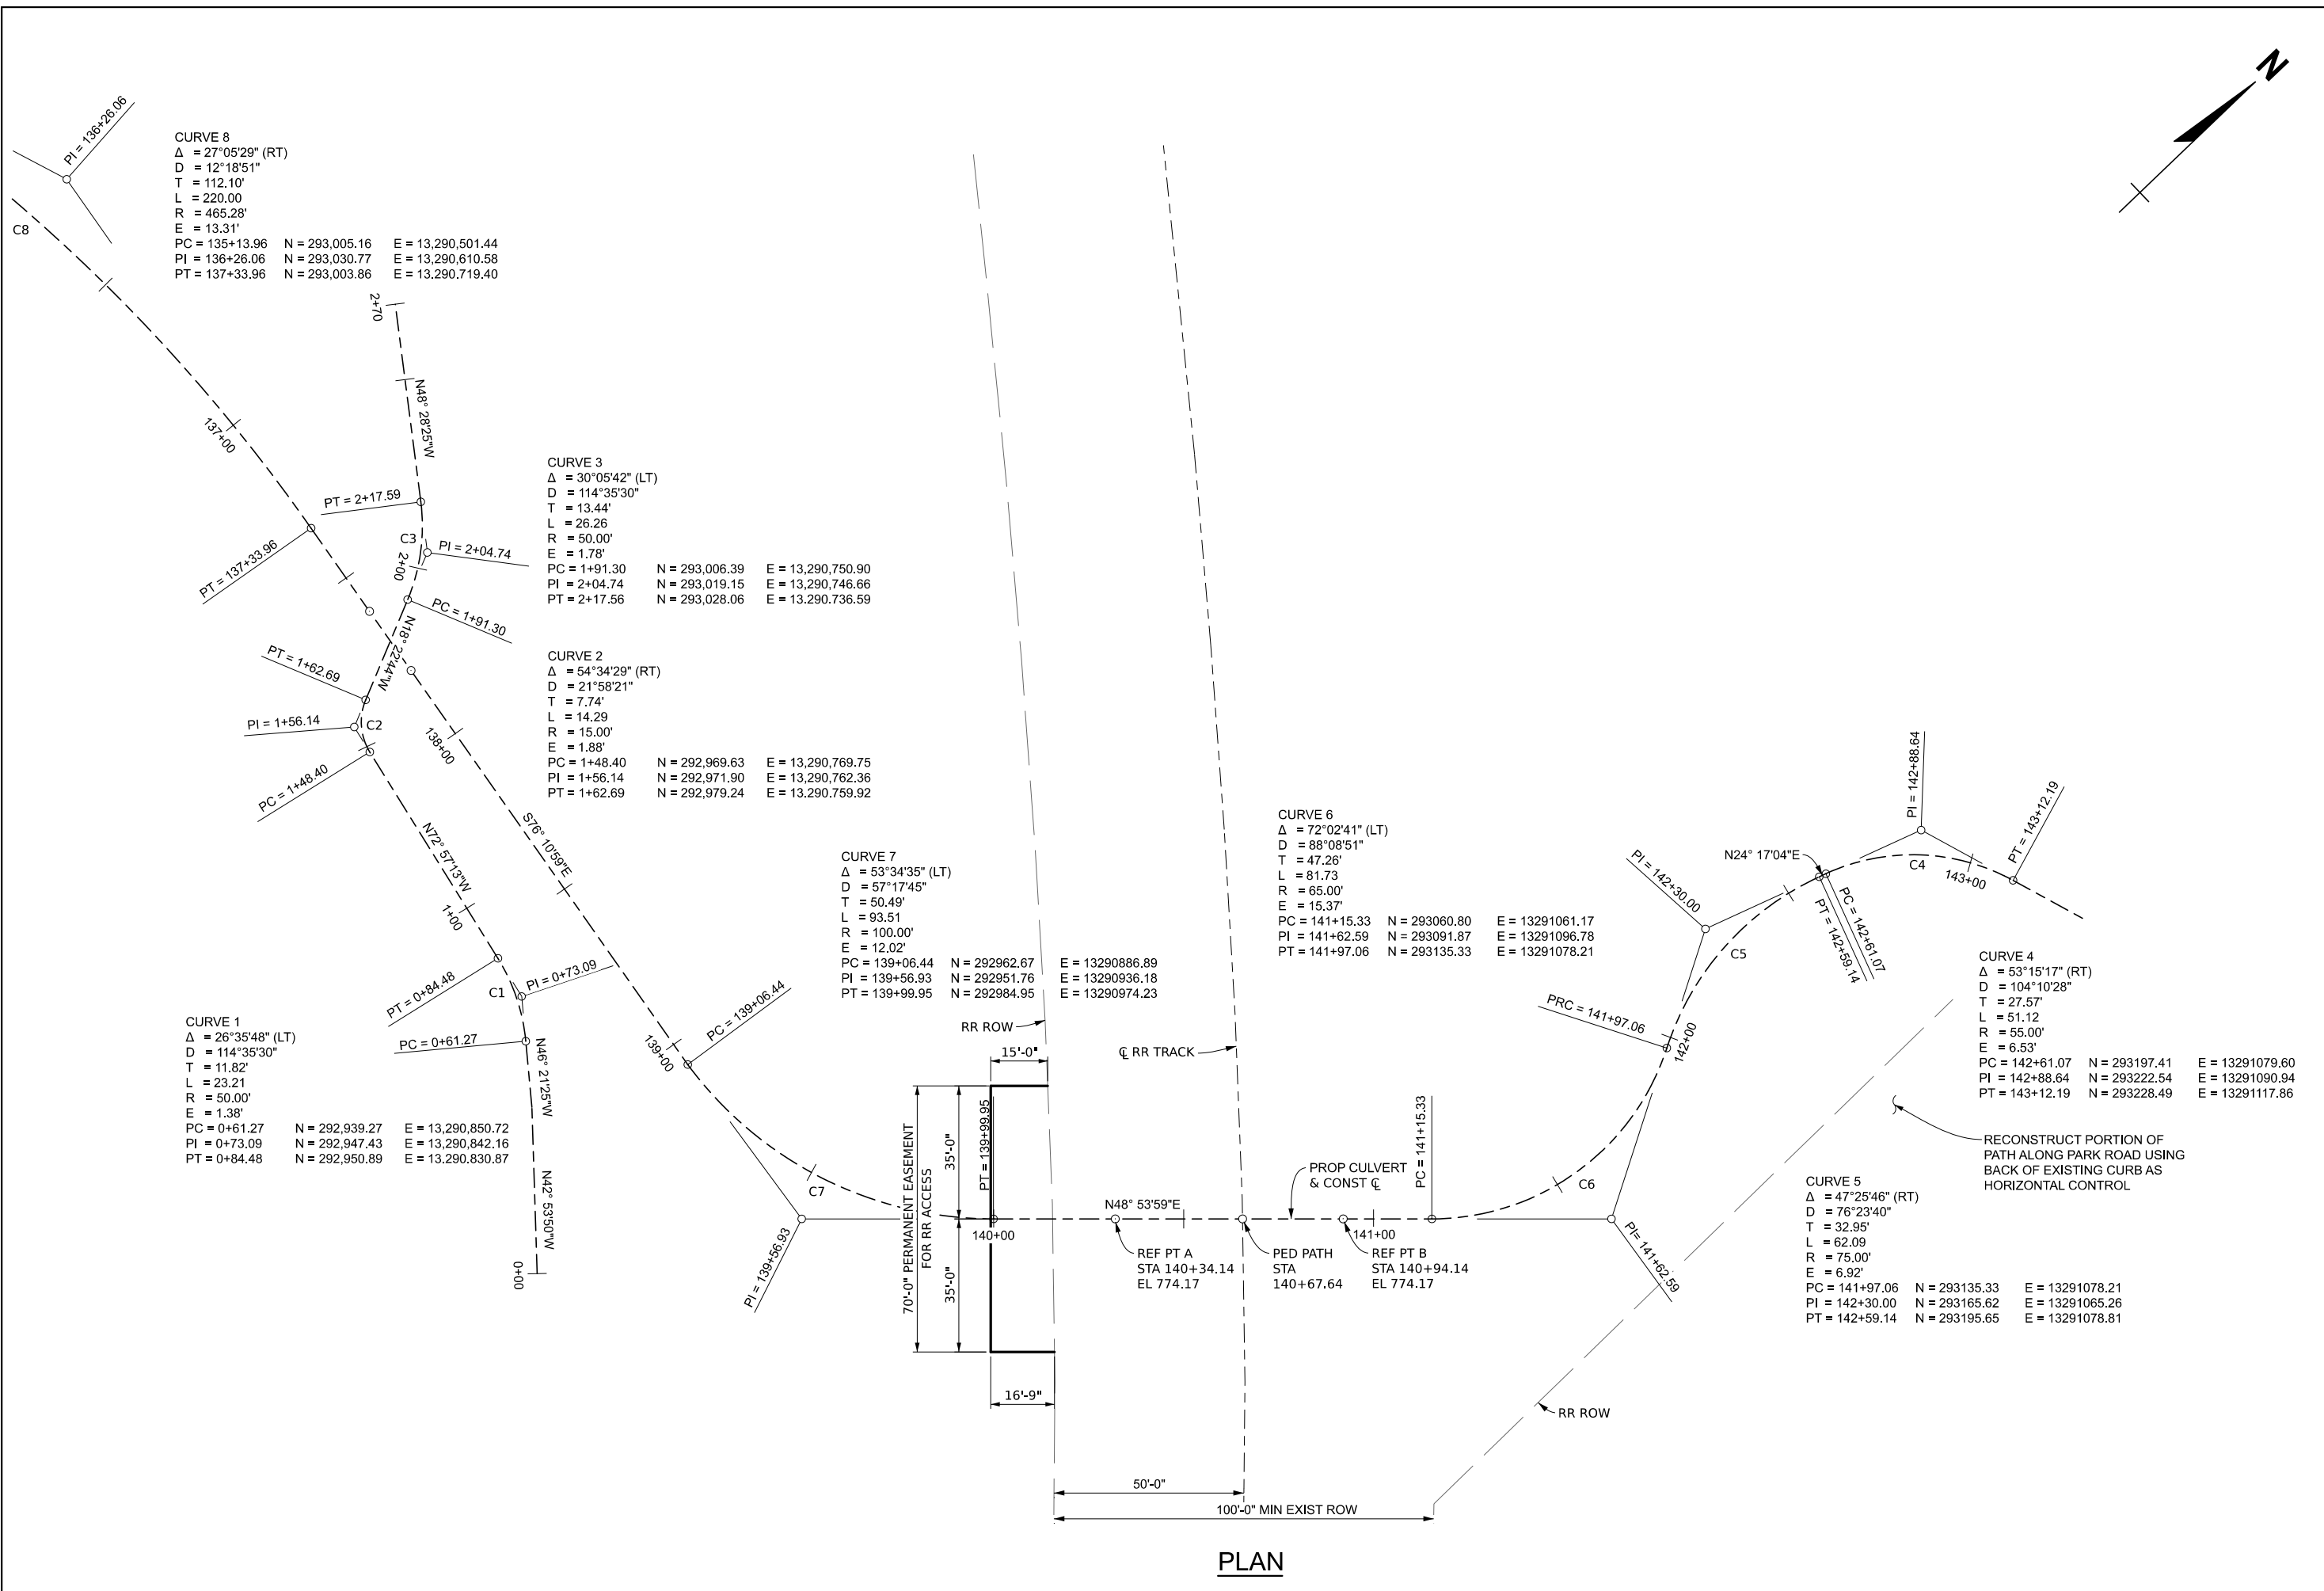 N
PI = 136+26.06
C8
CURVE 8
Δ = 27°05'29" (RT)
D = 12°18'51"
T = 112.10'
L = 220.00
R = 465.28'
E = 13.31'
PC = 135+13.96 N = 293,005.16 E = 13,290,501.44
PI = 136+26.06 N = 293,030.77 E = 13,290,610.58
PT = 137+33.96 N = 293,003.86 E = 13.290.719.40
2+70
N48° 28'25"W
137+00
PT = 2+17.59
PT = 137+33.96
C3
PI = 2+04.74
2+00
PC = 1+91.30
N18° 22'44"W
CURVE 3
Δ = 30°05'42" (LT)
D = 114°35'30"
T = 13.44'
L = 26.26
R = 50.00'
E = 1.78'
PC = 1+91.30 N = 293,006.39 E = 13,290,750.90
PI = 2+04.74 N = 293,019.15 E = 13,290,746.66
PT = 2+17.56 N = 293,028.06 E = 13.290.736.59
PT = 1+62.69
PI = 1+56.14
C2
PC = 1+48.40
138+00
CURVE 2
Δ = 54°34'29" (RT)
D = 21°58'21"
T = 7.74'
L = 14.29
R = 15.00'
E = 1.88'
PC = 1+48.40 N = 292,969.63 E = 13,290,769.75
PI = 1+56.14 N = 292,971.90 E = 13,290,762.36
PT = 1+62.69 N = 292,979.24 E = 13.290.759.92
N72° 57'13"W
S76° 10'59"E
1+00
PT = 0+84.48
C1
PI = 0+73.09
PC = 0+61.27
N46° 21'25"W
N42° 53'50"W
0+00
CURVE 1
Δ = 26°35'48" (LT)
D = 114°35'30"
T = 11.82'
L = 23.21
R = 50.00'
E = 1.38'
PC = 0+61.27 N = 292,939.27 E = 13,290,850.72
PI = 0+73.09 N = 292,947.43 E = 13,290,842.16
PT = 0+84.48 N = 292,950.89 E = 13.290.830.87
139+00
PC = 139+06.44
CURVE 7
Δ = 53°34'35" (LT)
D = 57°17'45"
T = 50.49'
L = 93.51
R = 100.00'
E = 12.02'
PC = 139+06.44 N = 292962.67 E = 13290886.89
PI = 139+56.93 N = 292951.76 E = 13290936.18
PT = 139+99.95 N = 292984.95 E = 13290974.23
C7
PI = 139+56.93
RR ROW
15'-0"
70'-0" PERMANENT EASEMENT
FOR RR ACCESS
35'-0"
35'-0"
PT = 139+99.95
16'-9"
140+00
℄ RR TRACK
N48° 53'59"E
REF PT A
STA 140+34.14
EL 774.17
PED PATH
STA
140+67.64
PROP CULVERT
& CONST ℄
REF PT B
STA 140+94.14
EL 774.17
141+00
PC = 141+15.33
CURVE 6
Δ = 72°02'41" (LT)
D = 88°08'51"
T = 47.26'
L = 81.73
R = 65.00'
E = 15.37'
PC = 141+15.33 N = 293060.80 E = 13291061.17
PI = 141+62.59 N = 293091.87 E = 13291096.78
PT = 141+97.06 N = 293135.33 E = 13291078.21
C6
PI= 141+62.59
PRC = 141+97.06
142+00
PI = 142+30.00
C5
N24° 17'04"E
PC = 142+61.07
PT = 142+59.14
PI = 142+88.64
C4
143+00
PT = 143+12.19
CURVE 4
Δ = 53°15'17" (RT)
D = 104°10'28"
T = 27.57'
L = 51.12
R = 55.00'
E = 6.53'
PC = 142+61.07 N = 293197.41 E = 13291079.60
PI = 142+88.64 N = 293222.54 E = 13291090.94
PT = 143+12.19 N = 293228.49 E = 13291117.86
RECONSTRUCT PORTION OF
PATH ALONG PARK ROAD USING
BACK OF EXISTING CURB AS
HORIZONTAL CONTROL
CURVE 5
Δ = 47°25'46" (RT)
D = 76°23'40"
T = 32.95'
L = 62.09
R = 75.00'
E = 6.92'
PC = 141+97.06 N = 293135.33 E = 13291078.21
PI = 142+30.00 N = 293165.62 E = 13291065.26
PT = 142+59.14 N = 293195.65 E = 13291078.81
RR ROW
50'-0"
100'-0" MIN EXIST ROW
PLAN